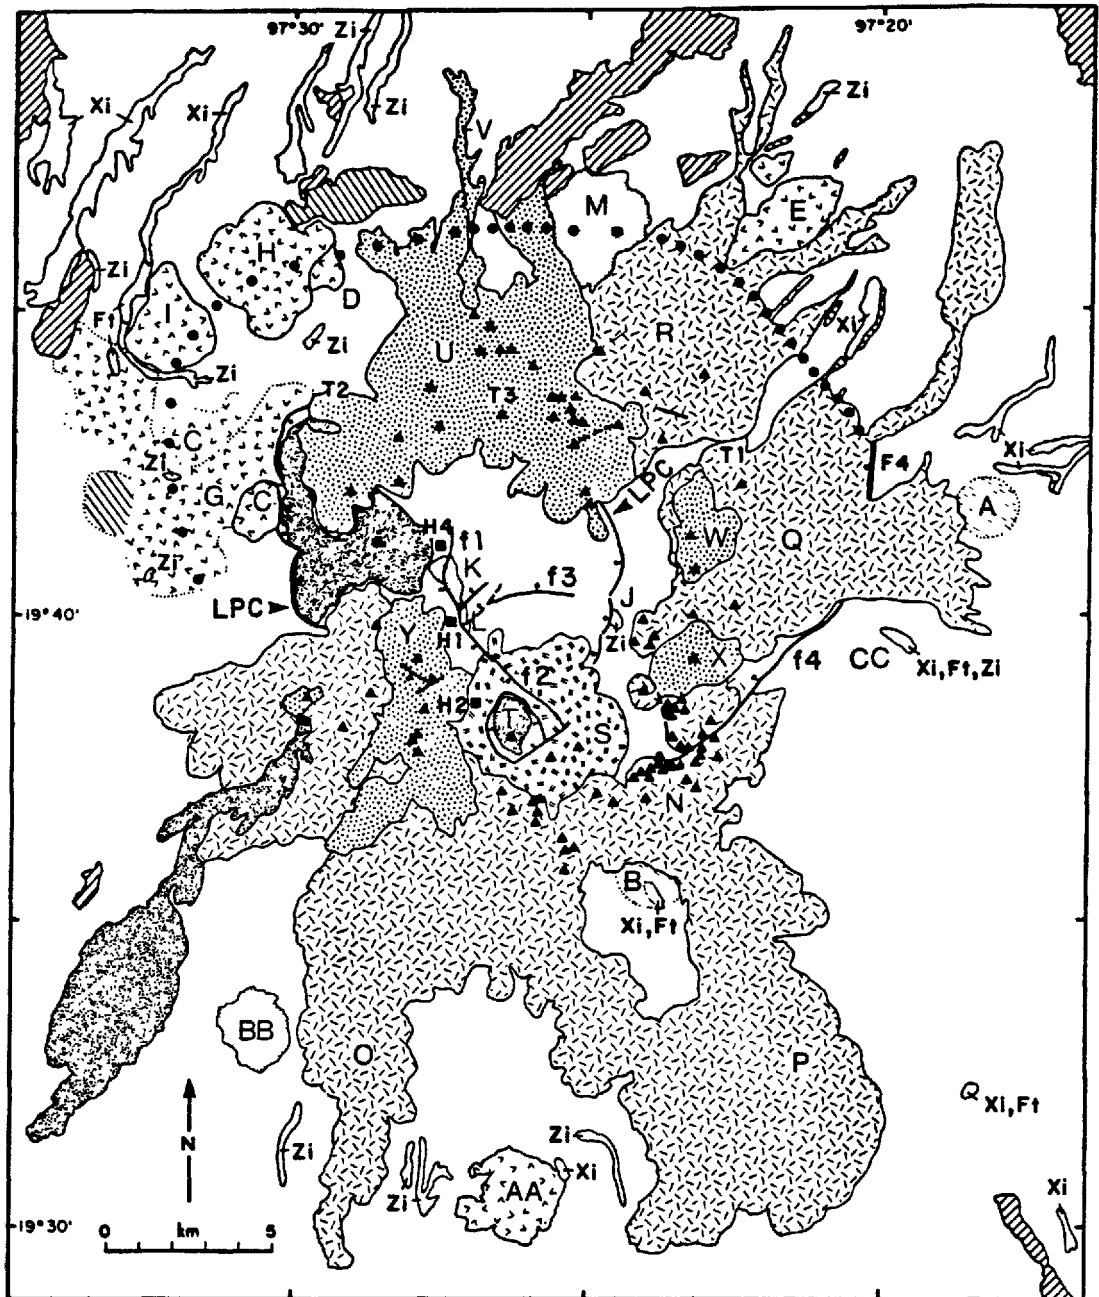 97°30'
97°20'
Zi
Xi
Xi
Zi
V
Zi
M
E
H
D
Zi
I
Ft
Zi
Zi
R
Xi
U
T3
T2
C
Zi
G
C
Zi
LPC
T1
F4
Xi
A
W
Q
H4
f1
K
f3
J
Zi
LPC
19°40'
H1
L
Y
X
f4
CC
Xi,Ft,Zi
f2
H2
T
S
N
B
Xi,Ft
BB
O
P
Q
Xi,Ft
N
Zi
Zi
Zi
Xi
AA
Xi
19°30'
0 km 5